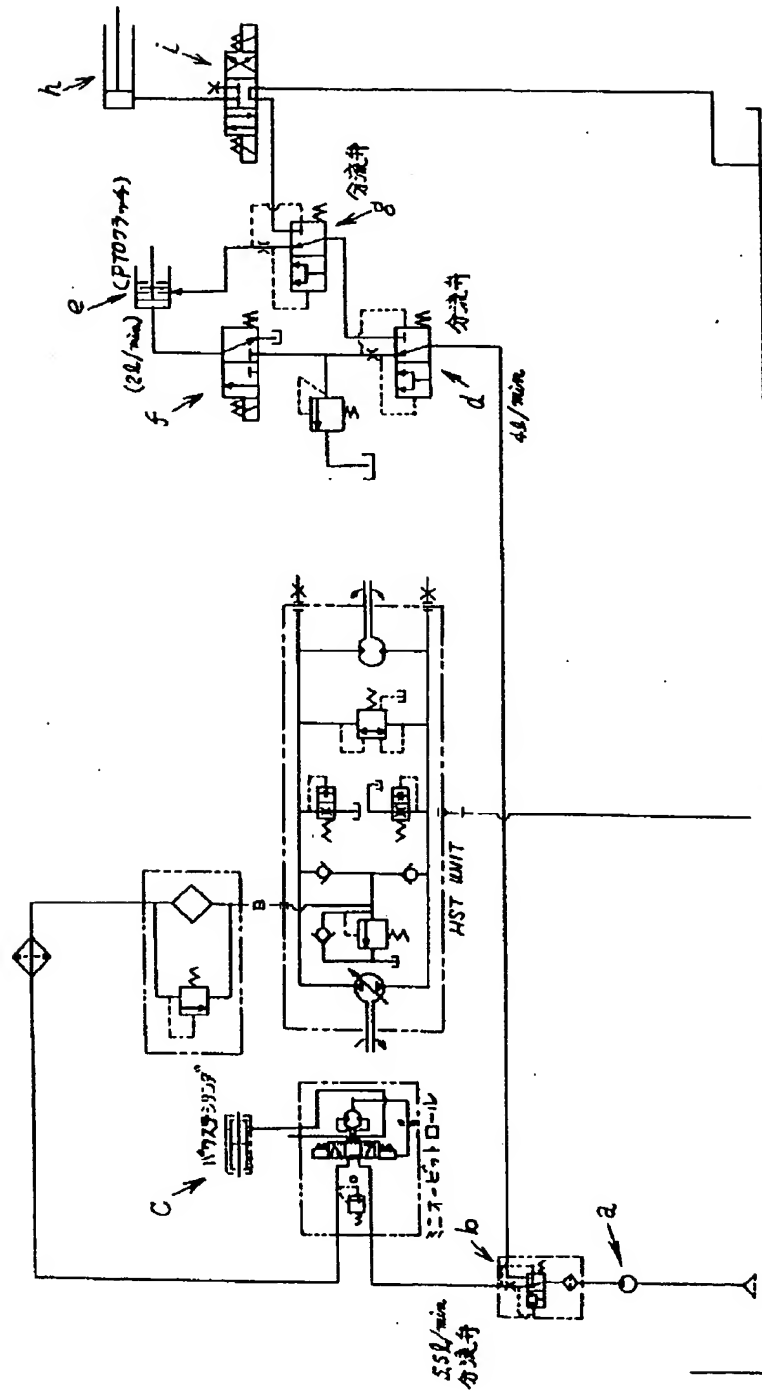 h
i
e
(PTOクラッチ)
(2l/min)
f
分流弁
g
分流弁
d
4l/min
B
T
HST UNIT
パワステシリンダ
c
ミニオービットロール
b
5.5l/min
分流弁
a